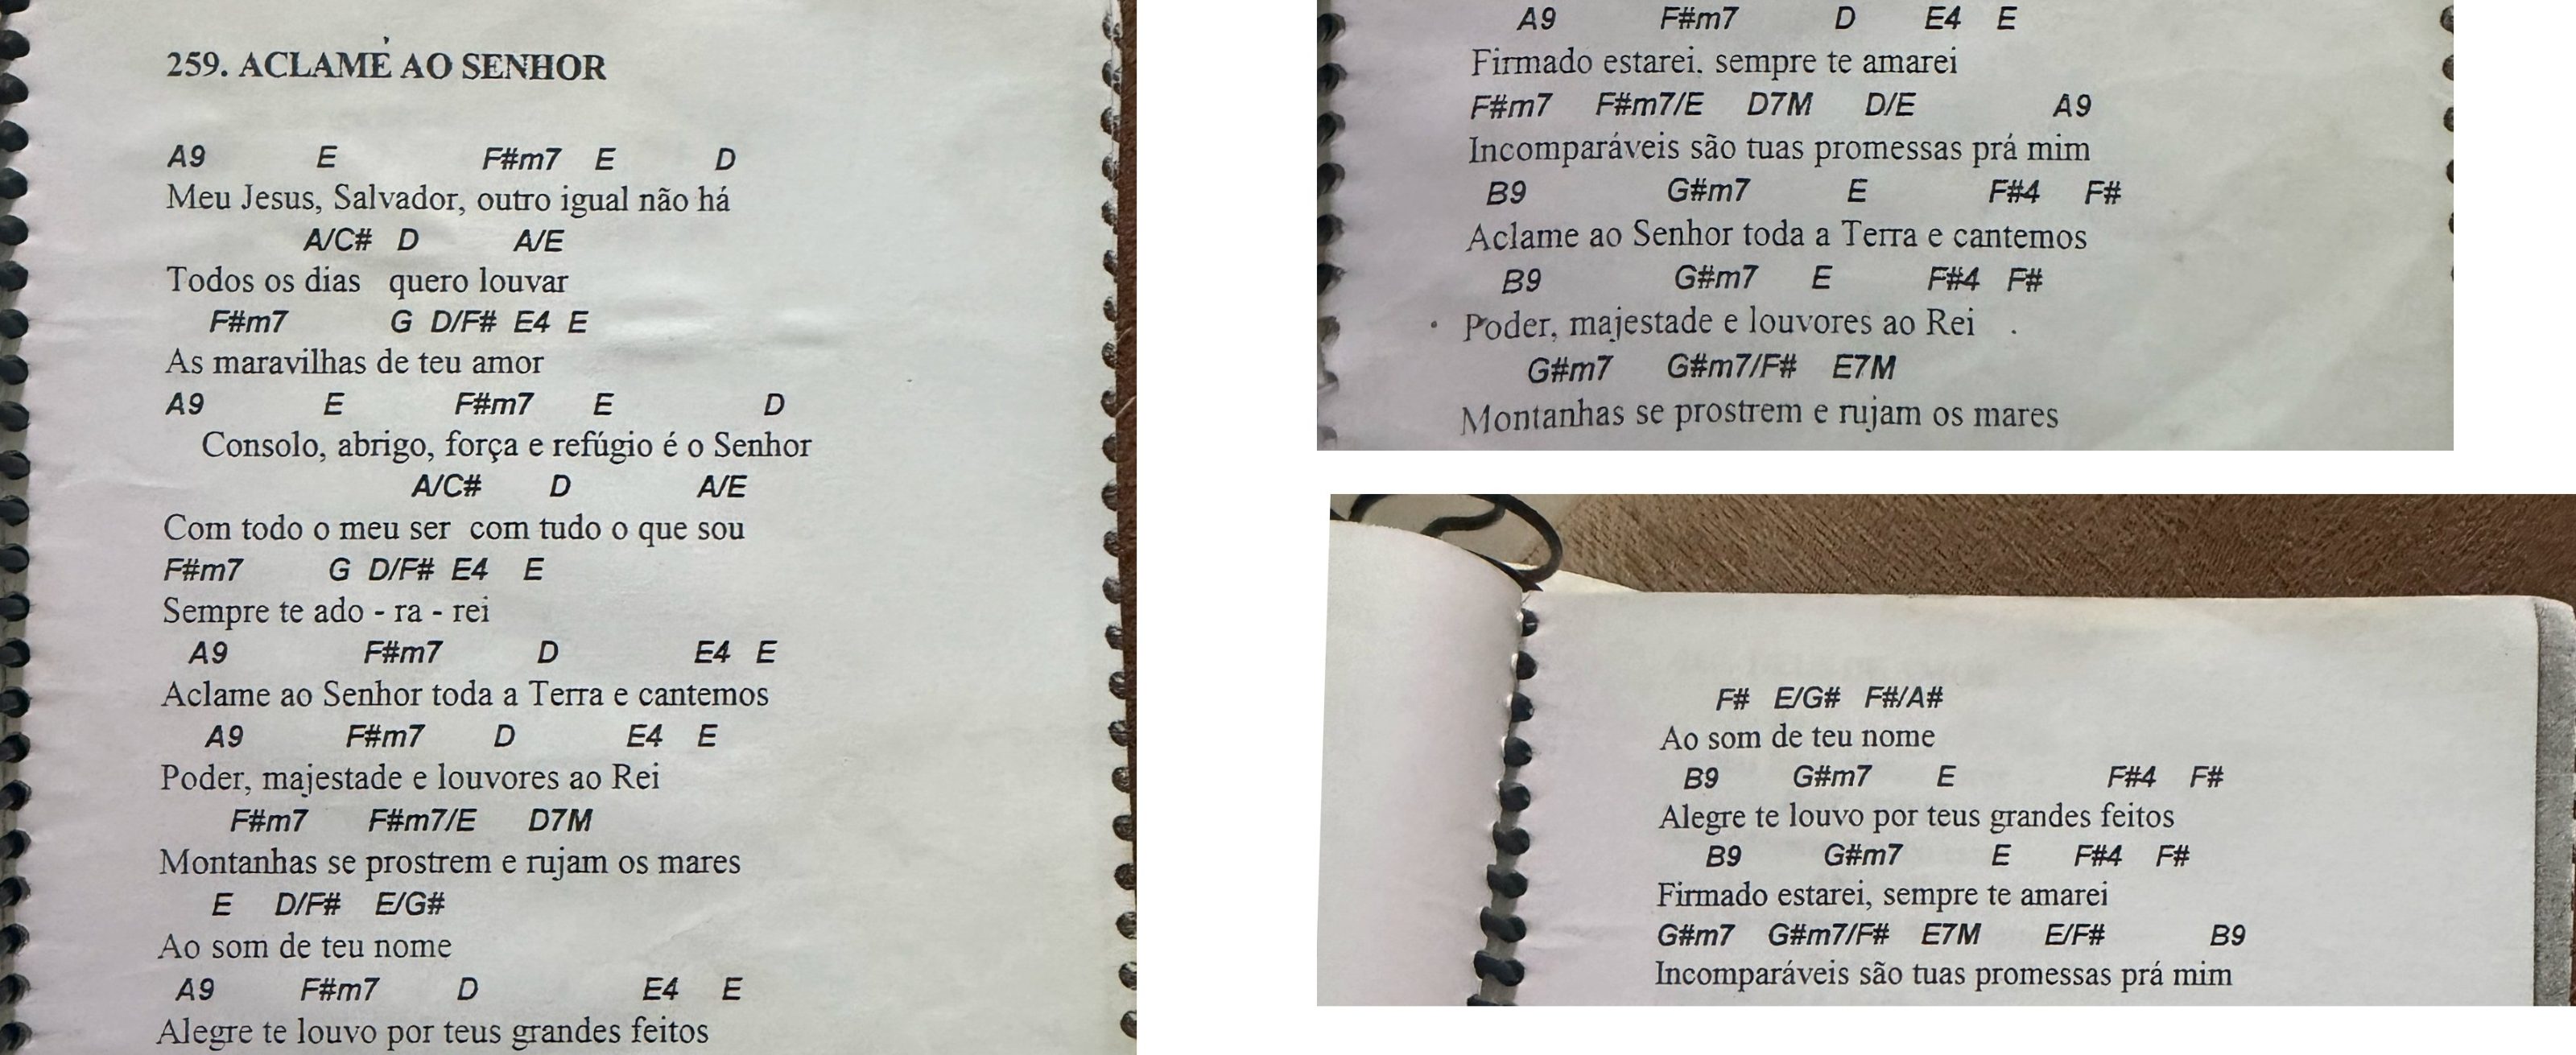 259. ACLAME AO SENHOR
A9 E F#m7 E D
Meu Jesus, Salvador, outro igual não há
A/C# D A/E
Todos os dias quero louvar
F#m7 G D/F# E4 E
As maravilhas de teu amor
A9 E F#m7 E D
Consolo, abrigo, força e refúgio é o Senhor
A/C# D A/E
Com todo o meu ser com tudo o que sou
F#m7 G D/F# E4 E
Sempre te ado - ra - rei
A9 F#m7 D E4 E
Aclame ao Senhor toda a Terra e cantemos
A9 F#m7 D E4 E
Poder, majestade e louvores ao Rei
F#m7 F#m7/E D7M
Montanhas se prostrem e rujam os mares
E D/F# E/G#
Ao som de teu nome
A9 F#m7 D E4 E
Alegre te louvo por teus grandes feitos
A9 F#m7 D E4 E
Firmado estarei. sempre te amarei
F#m7 F#m7/E D7M D/E A9
Incomparáveis são tuas promessas prá mim
B9 G#m7 E F#4 F#
Aclame ao Senhor toda a Terra e cantemos
B9 G#m7 E F#4 F#
Poder, majestade e louvores ao Rei
G#m7 G#m7/F# E7M
Montanhas se prostrem e rujam os mares
F# E/G# F#/A#
Ao som de teu nome
B9 G#m7 E F#4 F#
Alegre te louvo por teus grandes feitos
B9 G#m7 E F#4 F#
Firmado estarei, sempre te amarei
G#m7 G#m7/F# E7M E/F# B9
Incomparáveis são tuas promessas prá mim